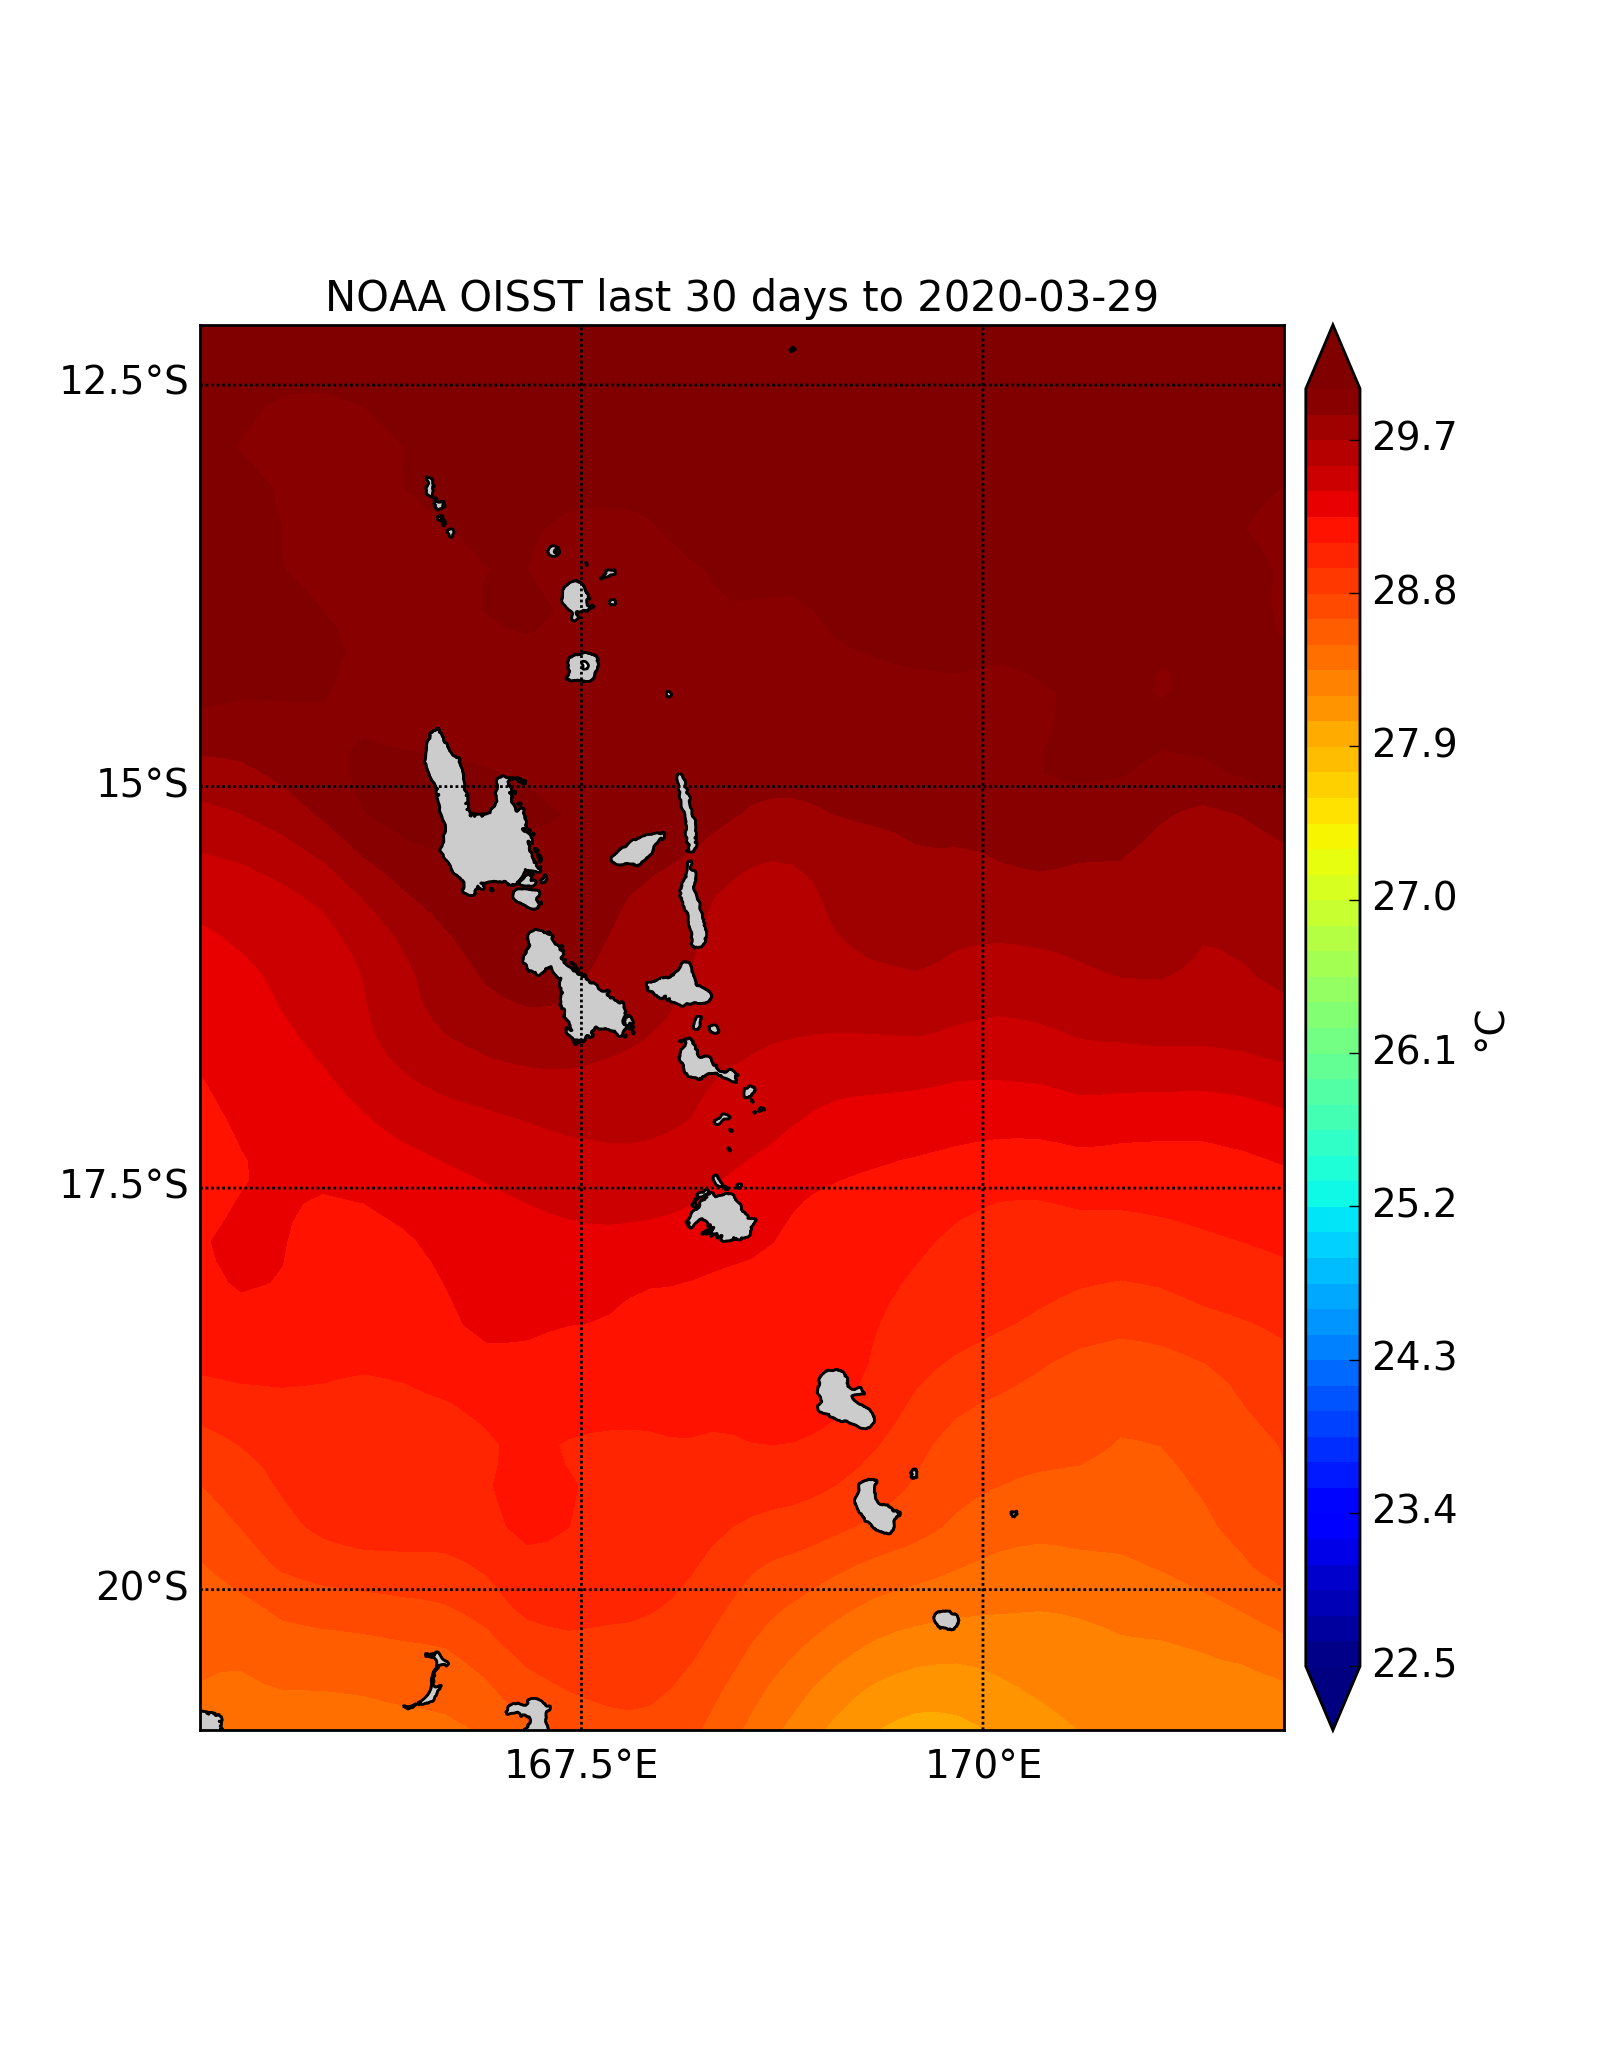 NOAA OISST last 30 days to 2020-03-29
12.5°S
15°S
17.5°S
20°S
167.5°E
170°E
29.7
28.8
27.9
27.0
26.1
25.2
24.3
23.4
22.5
°C